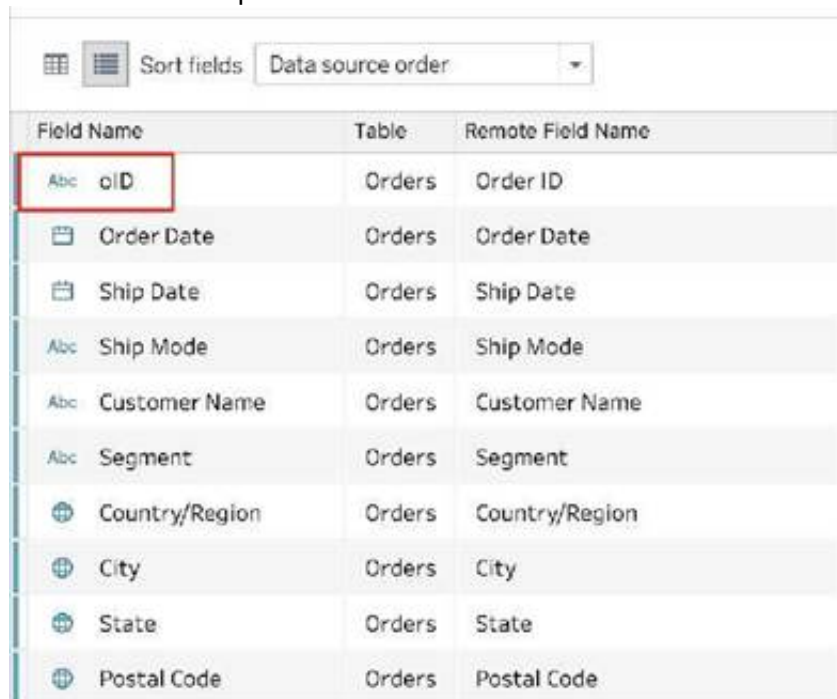 Sort fields Data source order
Field Name Table Remote Field Name
Abc oID Orders Order ID
Order Date Orders Order Date
Ship Date Orders Ship Date
Abc Ship Mode Orders Ship Mode
Abc Customer Name Orders Customer Name
Abc Segment Orders Segment
Country/Region Orders Country/Region
City Orders City
State Orders State
Postal Code Orders Postal Code